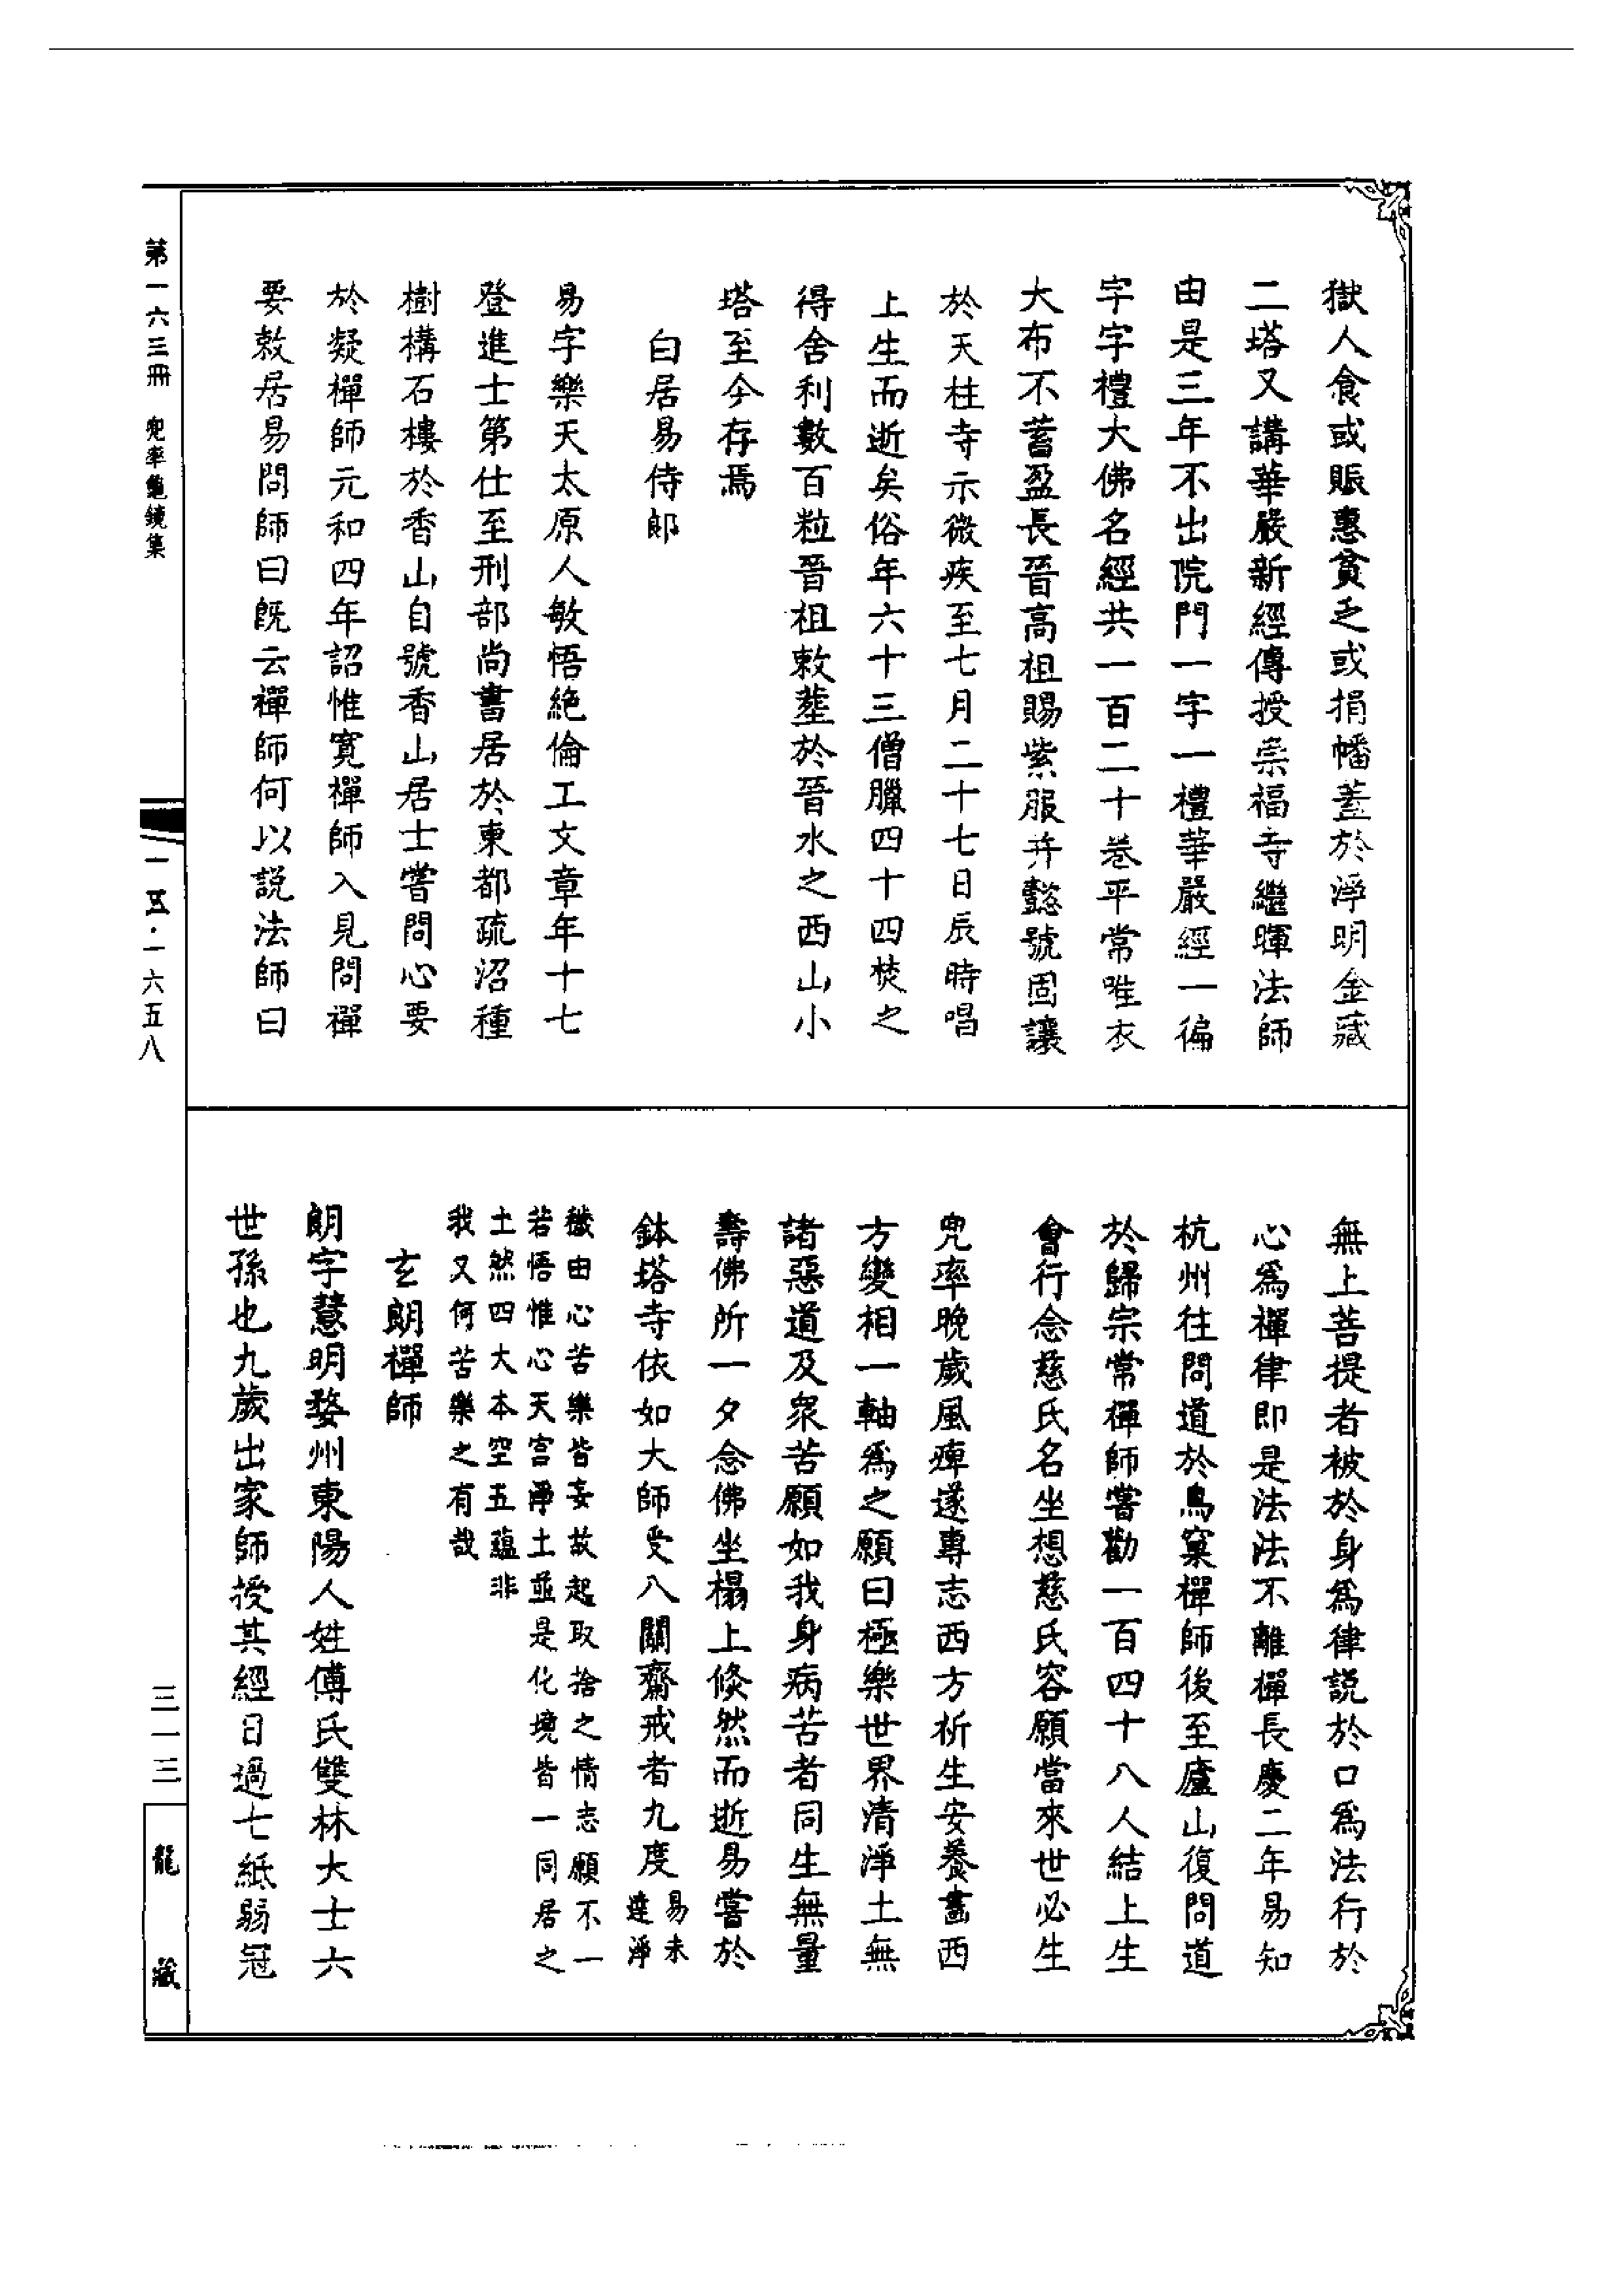 獄人食或賑惠貧乏或捐幡蓋於淨明金藏
二塔又講華嚴新經傳授崇福寺繼暉法師
由是三年不出院門一字一禮華嚴經一徧
字字禮大佛名經共一百二十卷平常唯衣
大布不蓄盈長晉高祖賜紫服并懿號固讓
於天柱寺示微疾至七月二十七日辰時唱
上生而逝矣俗年六十三僧臘四十四焚之
得舍利數百粒晉祖敕塟於晉水之西山小
塔至今存焉
白居易侍郎
易字樂天太原人敏悟絶倫工文章年十七
登進士第仕至刑部尚書居於東都疏沼種
樹構石樓於香山自號香山居士嘗問心要
於凝禪師元和四年詔惟寬禪師入見問禪
要敕居易問師曰旣云禪師何以説法師曰
無上菩提者被於身爲律説於口爲法行於
心爲禪律即是法法不離禪長慶二年易知
杭州往問道於鳥窠禪師後至廬山復問道
於歸宗常禪師嘗勸一百四十八人結上生
會行念慈氏名坐想慈氏容願當來世必生
兜率晚歲風痺遂專志西方祈生安養畫西
方變相一軸爲之願曰極樂世界清淨土無
諸惡道及衆苦願如我身病苦者同生無量
壽佛所一夕念佛坐榻上倐然而逝易嘗於
鉢塔寺依如大師受八關齋戒者九度易未
達淨
穢由心苦樂皆妄故起取捨之情志願不一
若悟惟心天宫淨土並是化境皆一同居之
土然四大本空五蘊非
我又何苦樂之有哉
玄朗禪師
朗字慧明婺州東陽人姓傅氏雙林大士六
世孫也九歲出家師授其經日過七紙弱冠
第一六三冊　兜率龜鏡集
一五·一六五八
三一三
龍藏